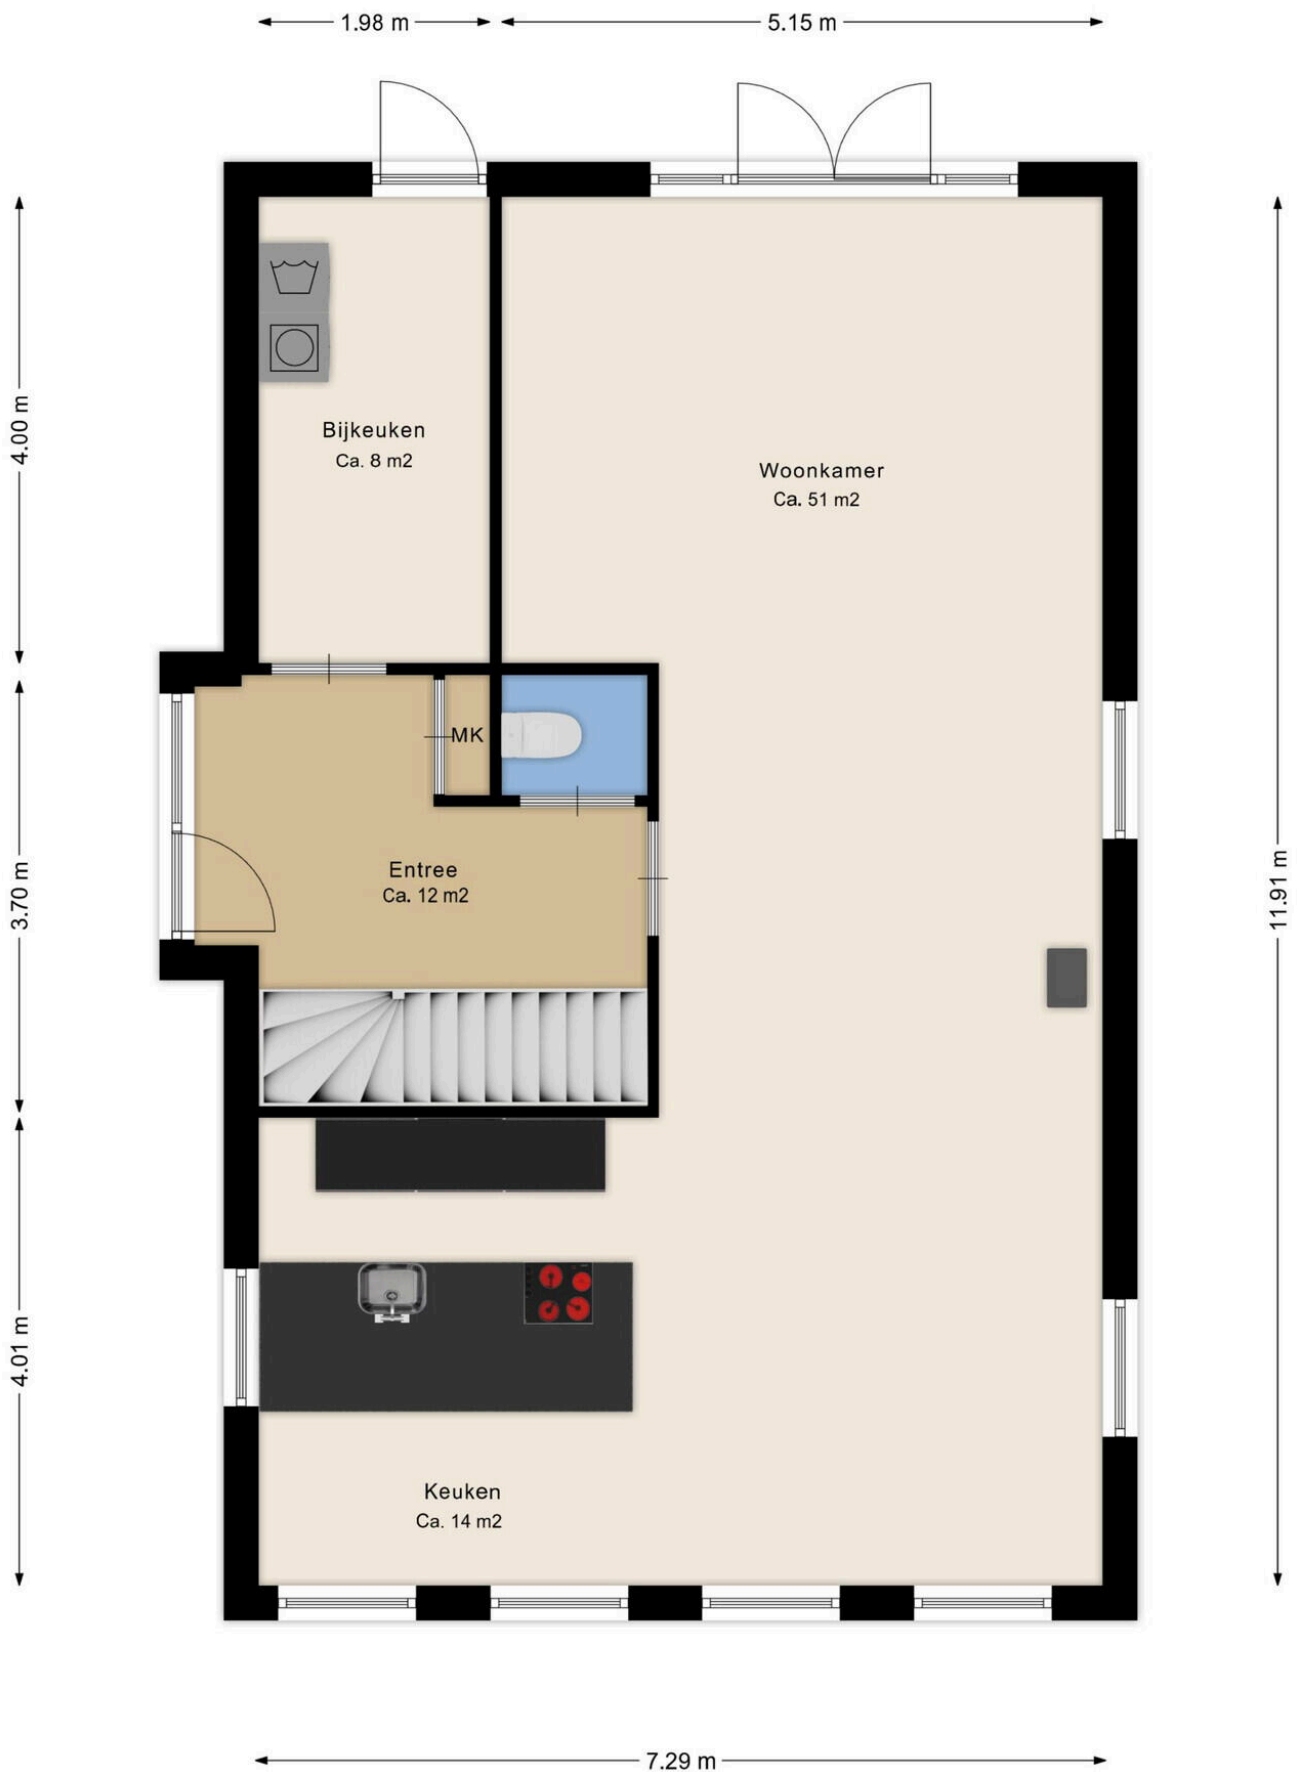 1.98 m
5.15 m
4.00 m
Bijkeuken
Ca. 8 m2
Woonkamer
Ca. 51 m2
MK
3.70 m
Entree
Ca. 12 m2
11.91 m
4.01 m
Keuken
Ca. 14 m2
7.29 m